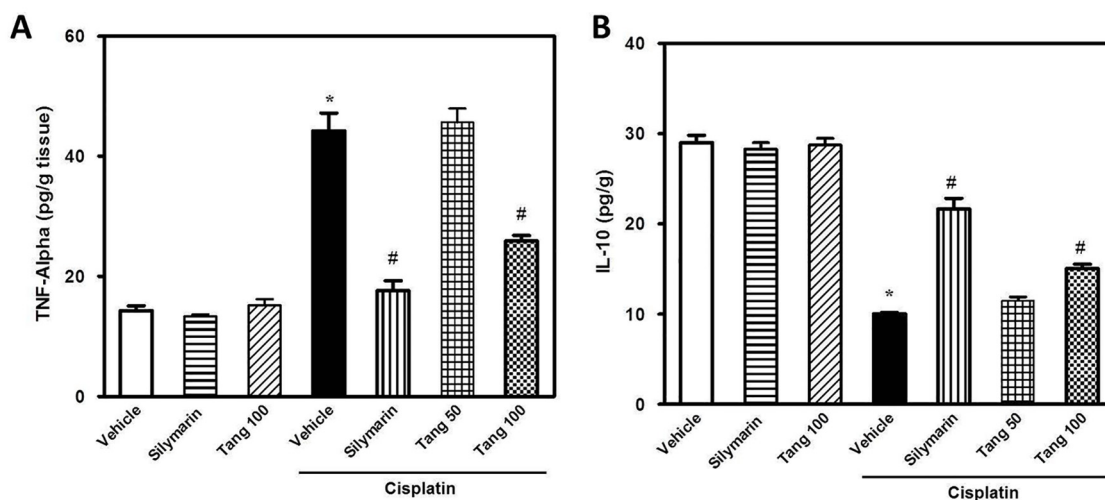 A
TNF-Alpha (pg/g tissue)
60
40
20
0
*
#
#
Vehicle
Silymarin
Tang 100
Vehicle
Silymarin
Tang 50
Tang 100
Cisplatin
B
IL-10 (pg/g)
40
30
20
10
0
*
#
#
Vehicle
Silymarin
Tang 100
Vehicle
Silymarin
Tang 50
Tang 100
Cisplatin